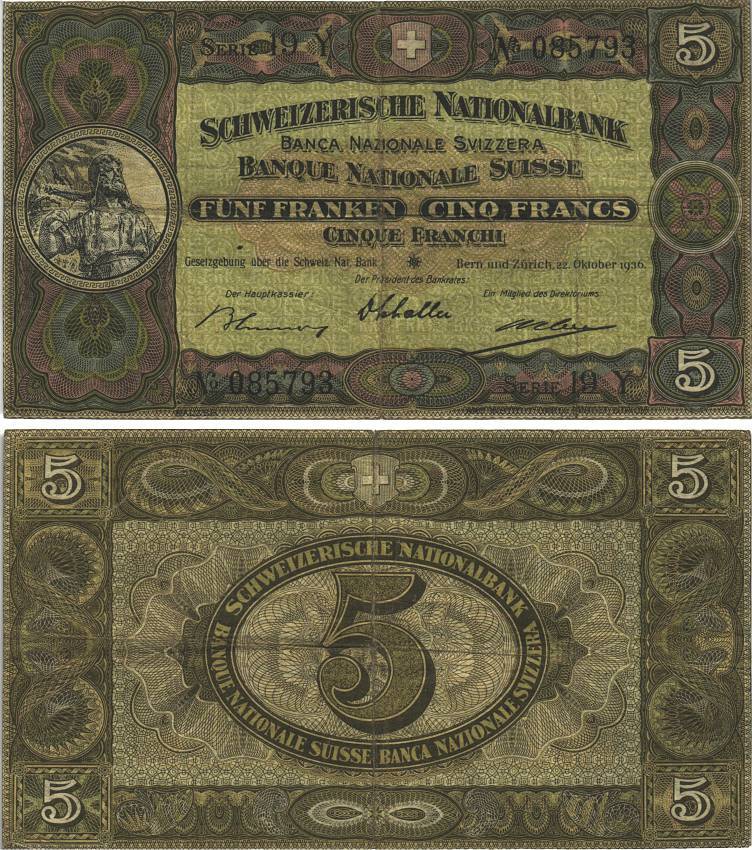 SERIE 19 Y
No 085793
5
SCHWEIZERISCHE NATIONALBANK
BANCA NAZIONALE SVIZZERA
BANQUE NATIONALE SUISSE
FÜNF FRANKEN CINQ FRANCS
CINQUE FRANCHI
Gesetzgebung über die Schweiz. Nat. Bank Bern und Zürich, 22. Oktober 1936.
Der Präsident des Bankrates:
Der Hauptkassier: Ein Mitglied des Direktoriums:
No 085793
SERIE 19 Y
5
5 5
SCHWEIZERISCHE NATIONALBANK
5
BANQUE NATIONALE SUISSE BANCA NAZIONALE SVIZZERA
5 5